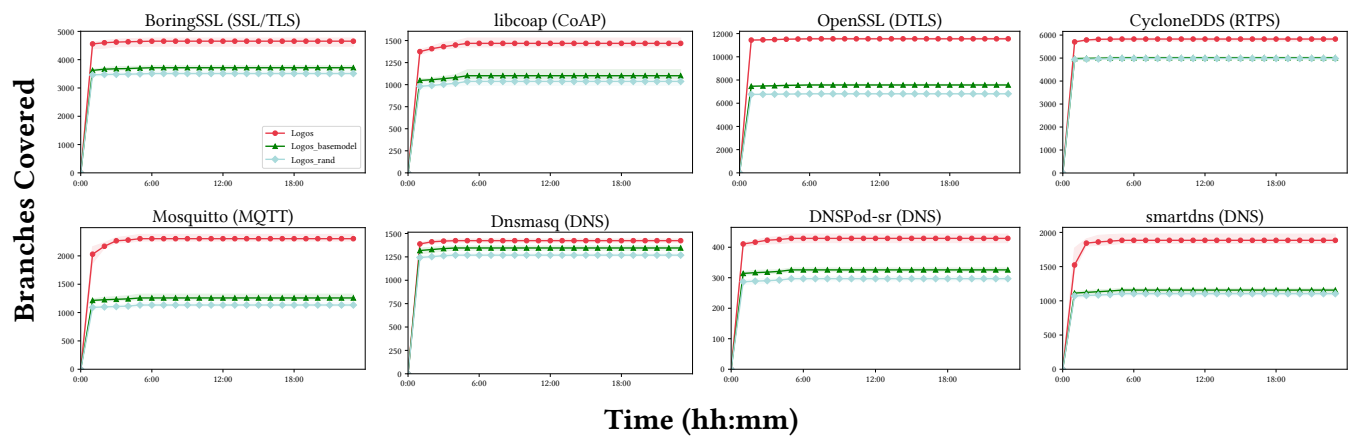 Branches Covered
BoringSSL (SSL/TLS)
5000
4000
3000
2000
1000
0
0:00 6:00 12:00 18:00
Logos
Logos_basemodel
Logos_rand
libcoap (CoAP)
1500
1250
1000
750
500
250
0
0:00 6:00 12:00 18:00
OpenSSL (DTLS)
12000
10000
8000
6000
4000
2000
0
0:00 6:00 12:00 18:00
CycloneDDS (RTPS)
6000
5000
4000
3000
2000
1000
0
0:00 6:00 12:00 18:00
Mosquitto (MQTT)
2000
1500
1000
500
0
0:00 6:00 12:00 18:00
Dnsmasq (DNS)
1500
1250
1000
750
500
250
0
0:00 6:00 12:00 18:00
DNSPod-sr (DNS)
400
300
200
100
0
0:00 6:00 12:00 18:00
smartdns (DNS)
2000
1500
1000
500
0
0:00 6:00 12:00 18:00
Time (hh:mm)